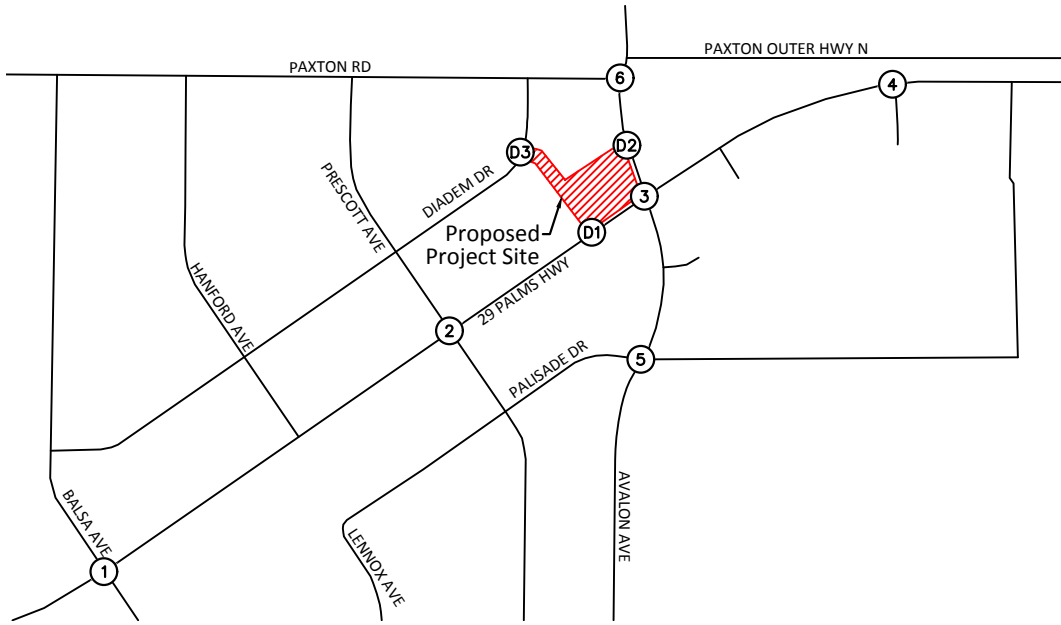 PAXTON OUTER HWY N
PAXTON RD
6
4
D3
D2
PRESCOTT AVE
DIADEM DR
3
Proposed
Project Site
D1
HANFORD AVE
29 PALMS HWY
2
PALISADE DR
5
BALSA AVE
LENNOX AVE
AVALON AVE
1